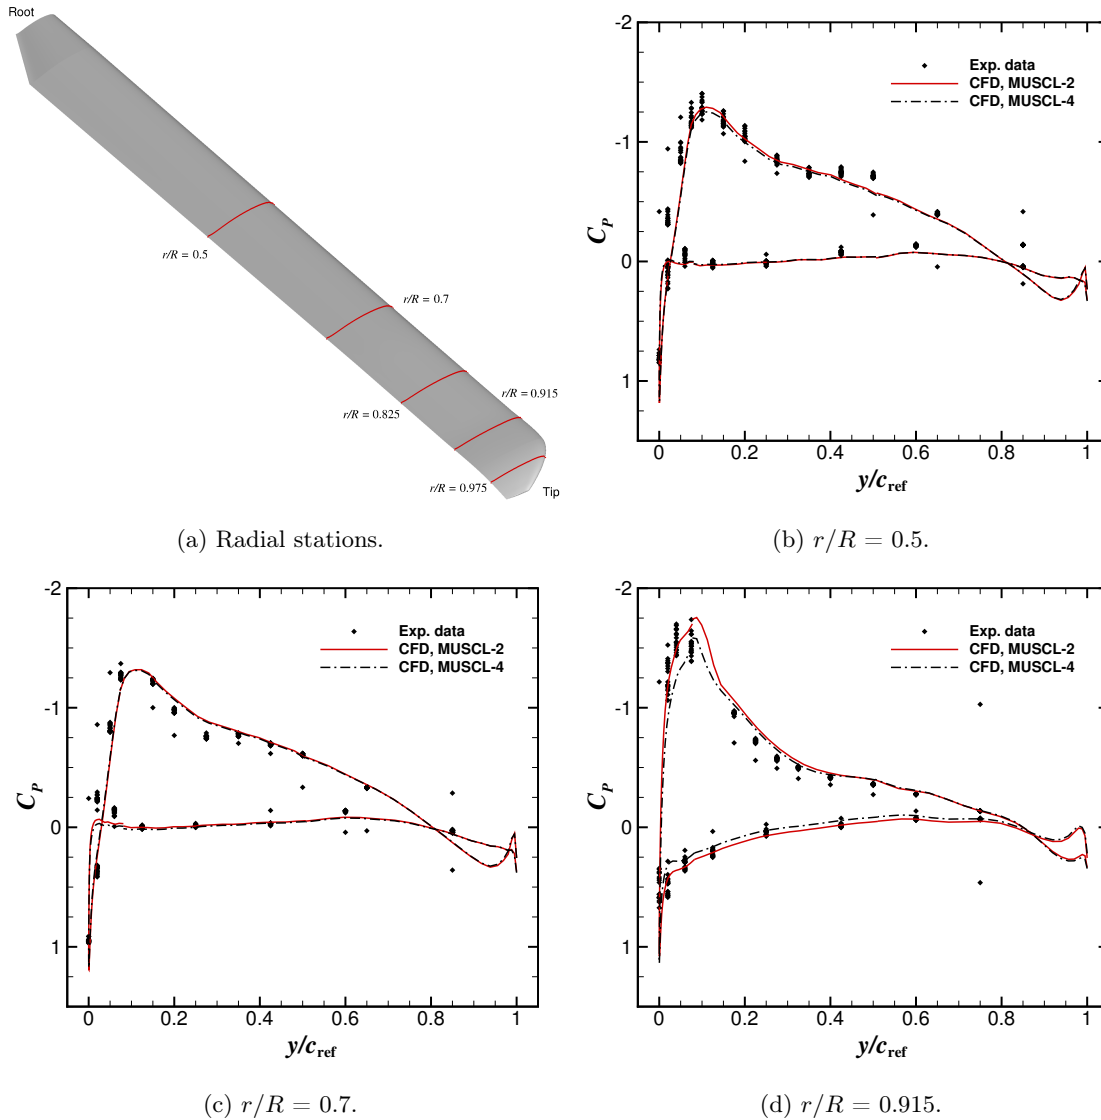 Root
r/R = 0.5
r/R = 0.7
r/R = 0.825
r/R = 0.915
r/R = 0.975
Tip
(a) Radial stations.
-2
-1
0
1
C_P
Exp. data
CFD, MUSCL-2
CFD, MUSCL-4
0 0.2 0.4 0.6 0.8 1
y/c_ref
(b) r/R = 0.5.
-2
-1
0
1
C_P
Exp. data
CFD, MUSCL-2
CFD, MUSCL-4
0 0.2 0.4 0.6 0.8 1
y/c_ref
(c) r/R = 0.7.
-2
-1
0
1
C_P
Exp. data
CFD, MUSCL-2
CFD, MUSCL-4
0 0.2 0.4 0.6 0.8 1
y/c_ref
(d) r/R = 0.915.